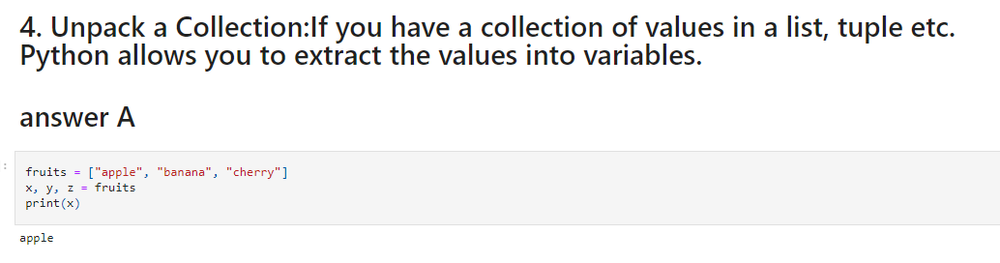 4. Unpack a Collection:If you have a collection of values in a list, tuple etc.
Python allows you to extract the values into variables.
answer A
:
fruits = ["apple", "banana", "cherry"]
x, y, z = fruits
print(x)
apple